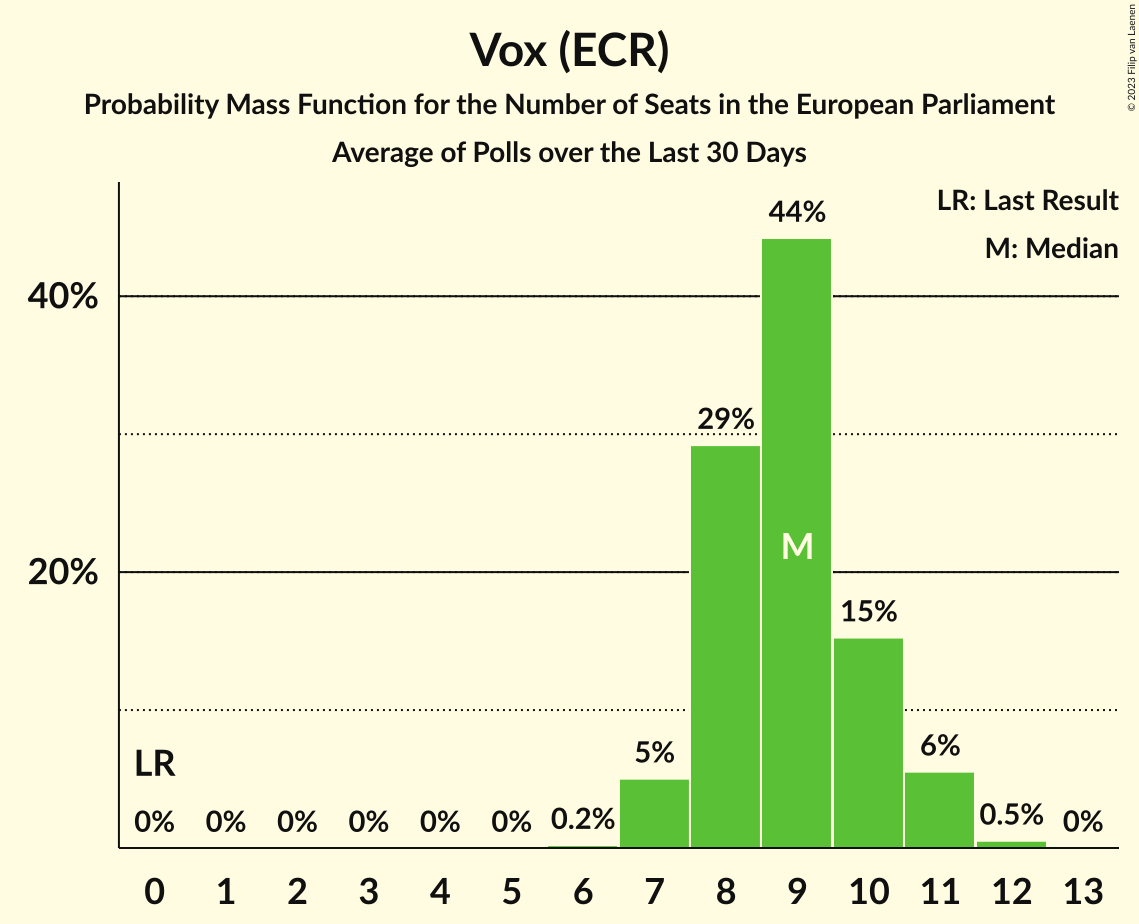 Vox (ECR)
Probability Mass Function for the Number of Seats in the European Parliament
Average of Polls over the Last 30 Days
© 2023 Filip van Laenen
LR: Last Result
M: Median
44%
40%
29%
M
20%
15%
LR
5%
6%
0% 0% 0% 0% 0% 0% 0.2% 0.5% 0%
0 1 2 3 4 5 6 7 8 9 10 11 12 13